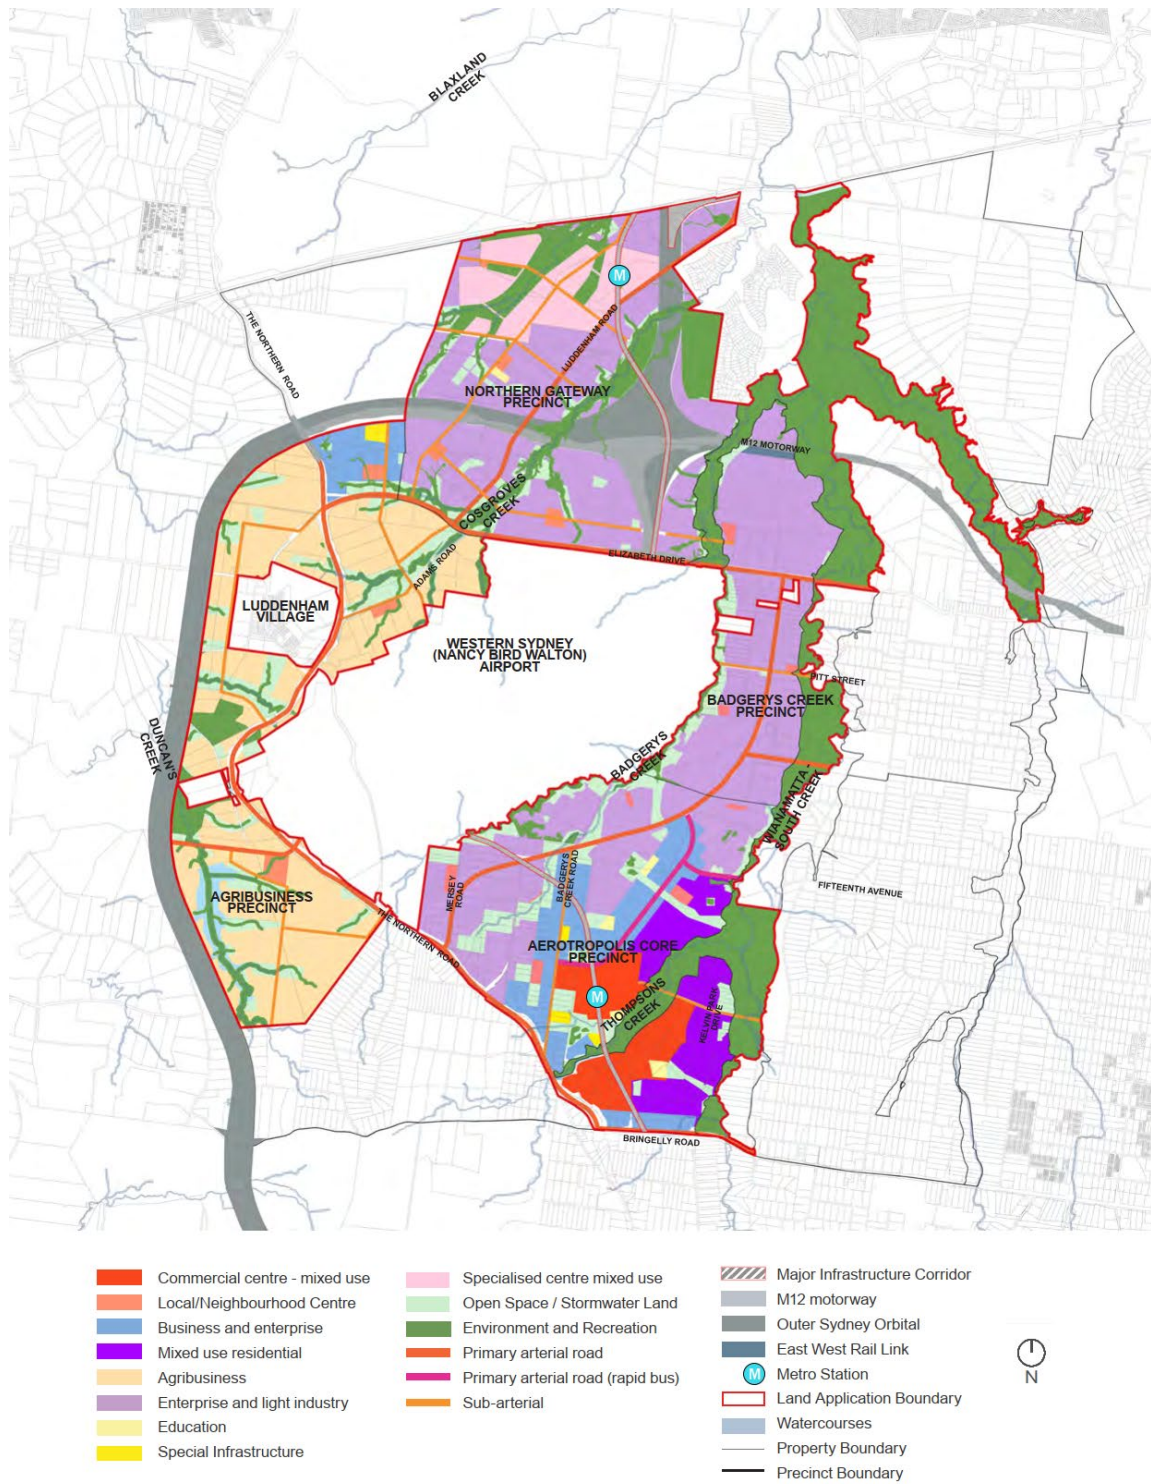 BLAXLAND
CREEK
THE NORTHERN ROAD
M
LUDDENHAM ROAD
NORTHERN GATEWAY
PRECINCT
M12 MOTORWAY
COSGROVES
CREEK
ELIZABETH DRIVE
ADAMS ROAD
LUDDENHAM
VILLAGE
WESTERN SYDNEY
(NANCY BIRD WALTON)
AIRPORT
PITT STREET
BADGERYS CREEK
PRECINCT
DUNCAN'S
CREEK
BADGERYS
CREEK
WIANAMATTA -
SOUTH CREEK
MERSEY
ROAD
BADGERYS
CREEK ROAD
FIFTEENTH AVENUE
AGRIBUSINESS
PRECINCT
THE NORTHERN ROAD
AEROTROPOLIS CORE
PRECINCT
M
THOMPSONS
CREEK
KELVIN PARK
DRIVE
BRINGELLY ROAD
Commercial centre - mixed use
Local/Neighbourhood Centre
Business and enterprise
Mixed use residential
Agribusiness
Enterprise and light industry
Education
Special Infrastructure
Specialised centre mixed use
Open Space / Stormwater Land
Environment and Recreation
Primary arterial road
Primary arterial road (rapid bus)
Sub-arterial
Major Infrastructure Corridor
M12 motorway
Outer Sydney Orbital
East West Rail Link
M
Metro Station
Land Application Boundary
Watercourses
Property Boundary
Precinct Boundary
N